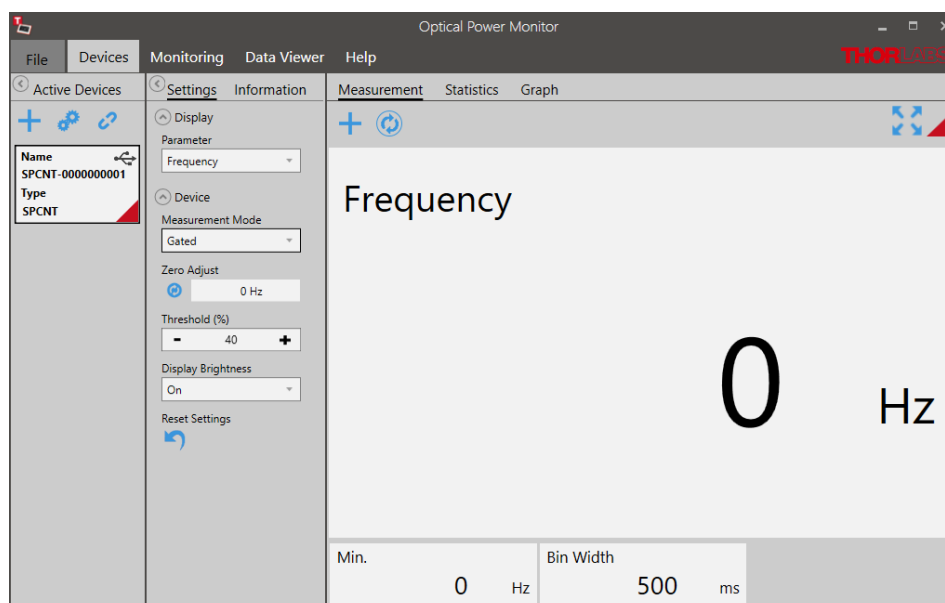 Optical Power Monitor
File Devices Monitoring Data Viewer Help
THORLABS
Active Devices
Name
SPCNT-0000000001
Type
SPCNT
Settings Information
Display
Parameter
Frequency
Device
Measurement Mode
Gated
Zero Adjust
0 Hz
Threshold (%)
- 40 +
Display Brightness
On
Reset Settings
Measurement Statistics Graph
Frequency
0 Hz
Min.
0 Hz
Bin Width
500 ms